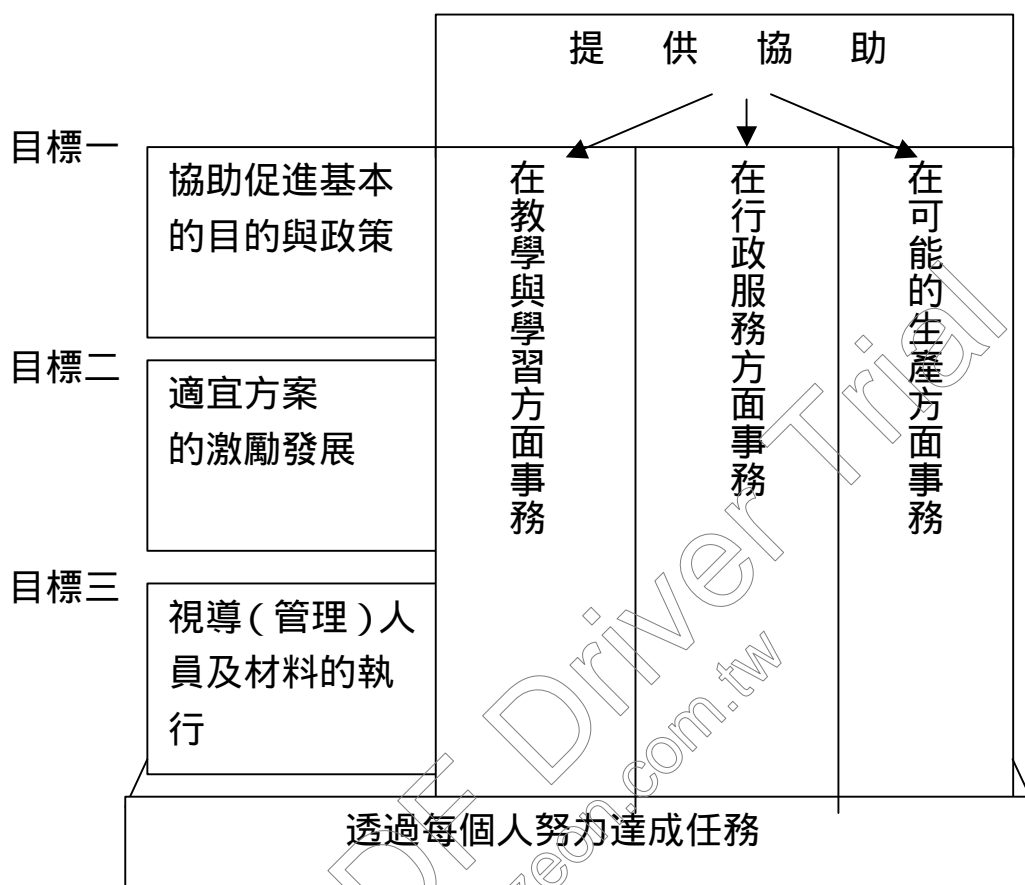 提供協助
目標一
協助促進基本
的目的與政策
在教學與學習方面事務
在行政服務方面事務
在可能的生產方面事務
目標二
適宜方案
的激勵發展
目標三
視導(管理)人
員及材料的執
行
透過每個人努力達成任務
DF Driver Trial
zeon.com.tw